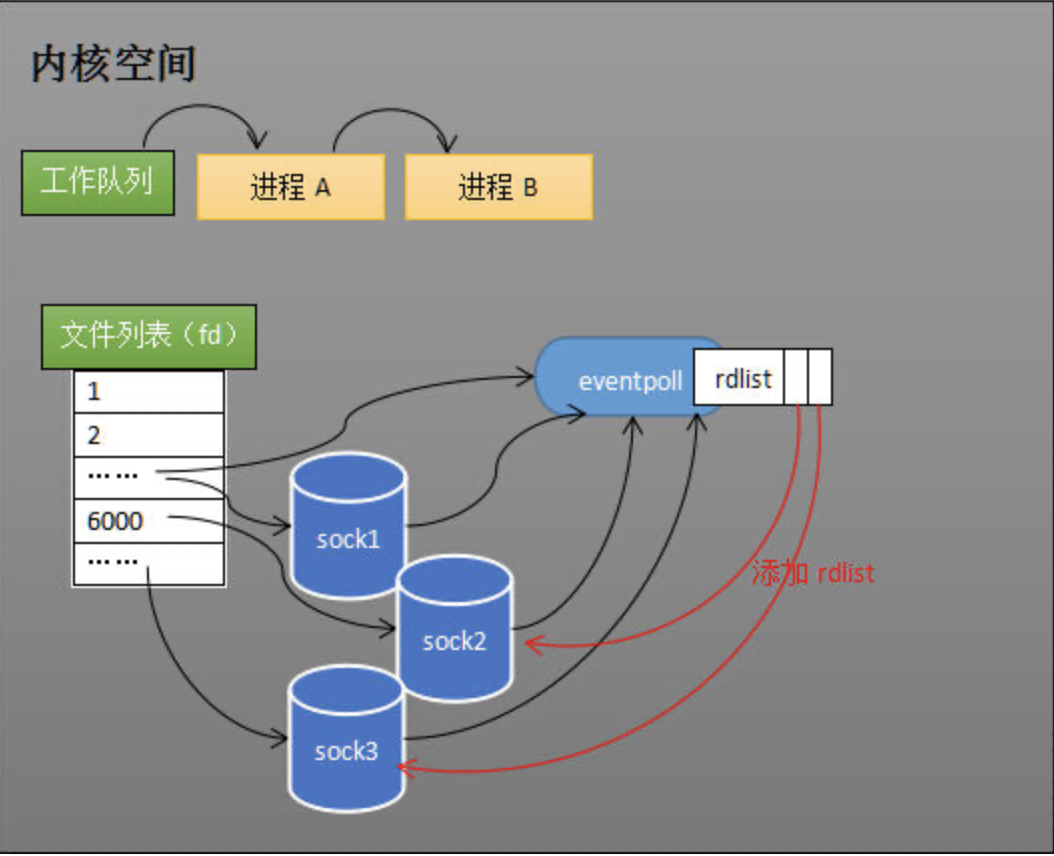 内核空间
工作队列
进程 A
进程 B
文件列表（fd）
1
2
……
6000
……
eventpoll
rdlist
sock1
sock2
sock3
添加 rdlist